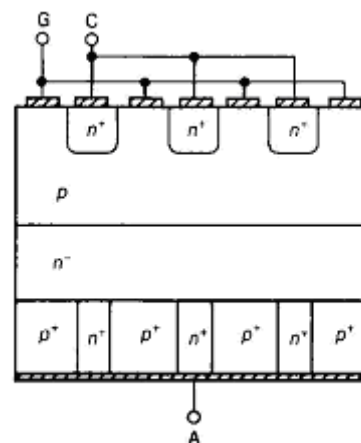 G C
n⁺ n⁺ n⁺
p
n⁻
p⁺ n⁺ p⁺ n⁺ p⁺ n⁺ p⁺
A